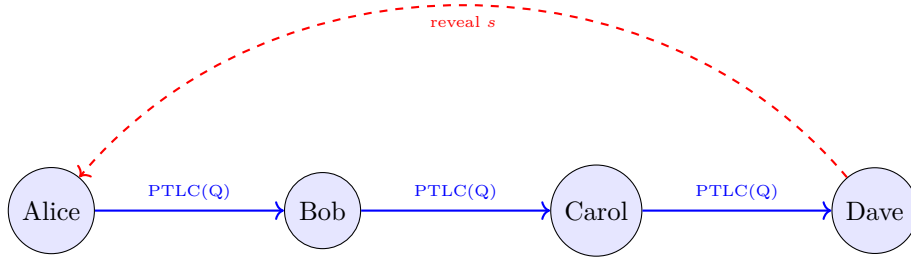 reveal s
PTLC(Q)
PTLC(Q)
PTLC(Q)
Alice
Bob
Carol
Dave